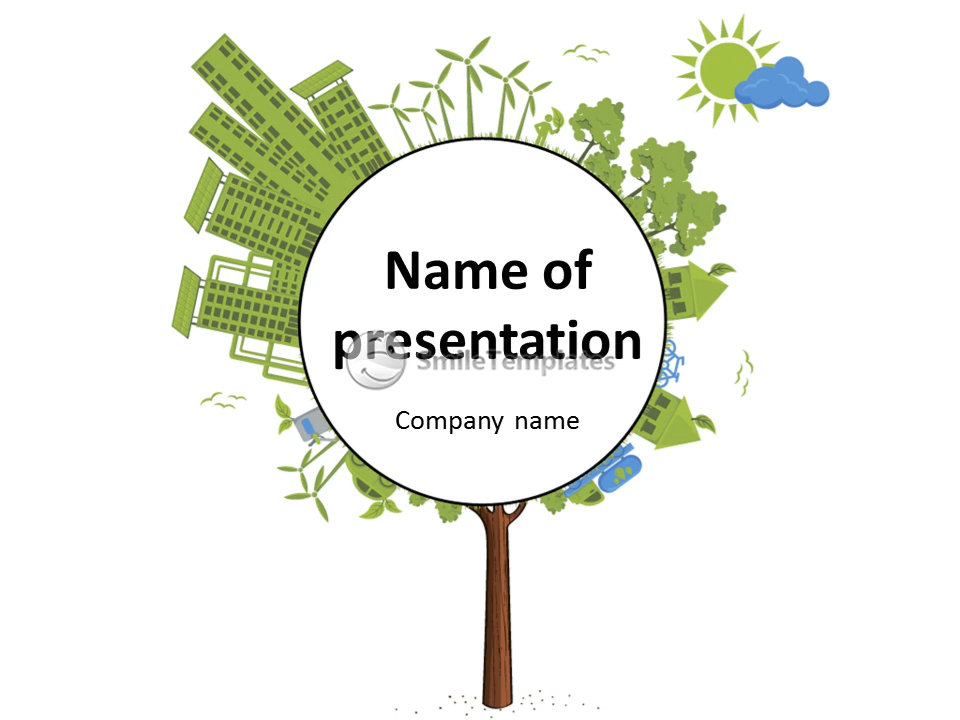 Name of
presentation
SmileTemplates
Company name